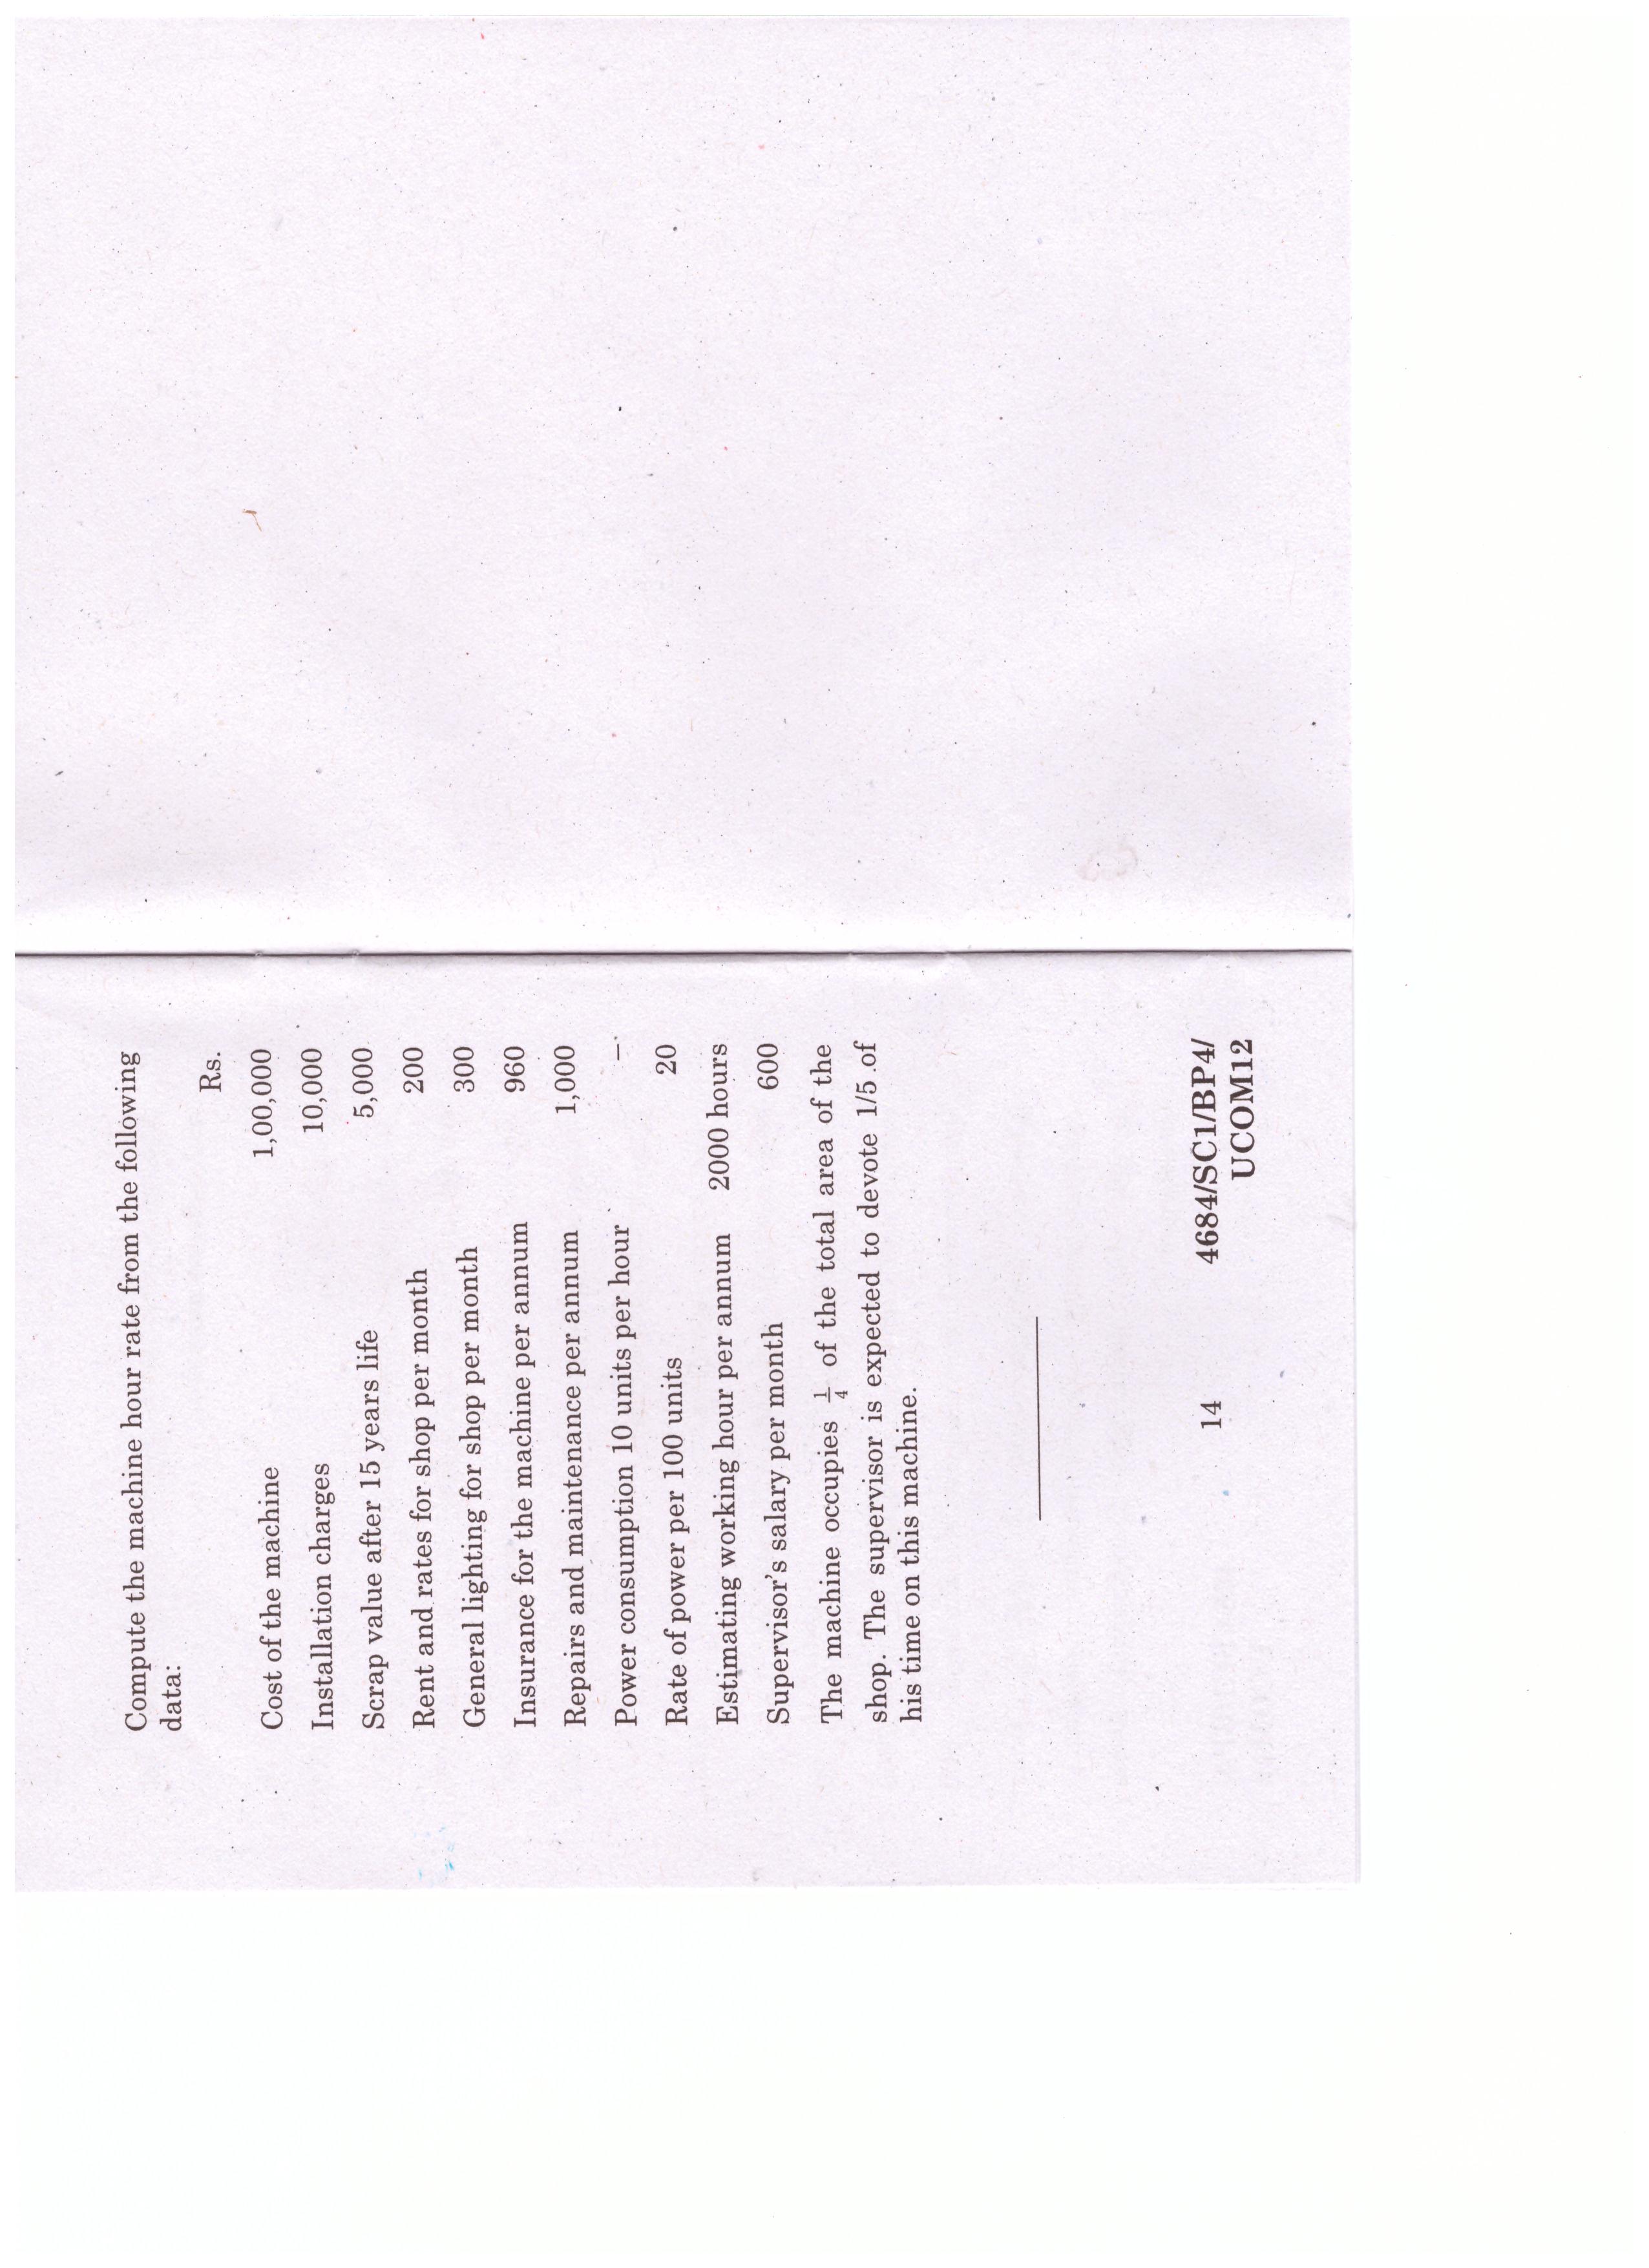 Compute the machine hour rate from the following
data:
Rs.
Cost of the machine 1,00,000
Installation charges 10,000
Scrap value after 15 years life 5,000
Rent and rates for shop per month 200
General lighting for shop per month 300
Insurance for the machine per annum 960
Repairs and maintenance per annum 1,000
Power consumption 10 units per hour –
Rate of power per 100 units 20
Estimating working hour per annum 2000 hours
Supervisor's salary per month 600
The machine occupies 1/4 of the total area of the
shop. The supervisor is expected to devote 1/5 of
his time on this machine.
14 4684/SC1/BP4/
UCOM12